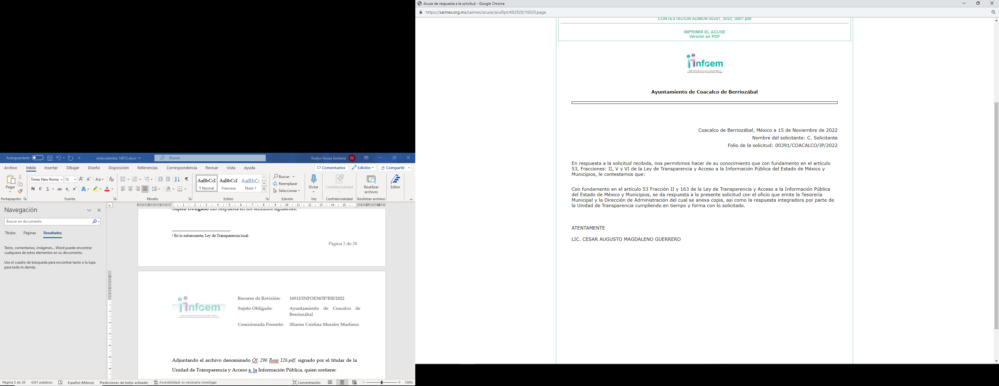 Autoguardado
antecedentes 16912.docx
Buscar
Evelyn Souza Santana
ES
Archivo Inicio Insertar Dibujar Diseño Disposición Referencias Correspondencia Revisar Vista Ayuda
Comentarios Edición Compartir
Pegar
Times New Roma 12
Aa
N K S ab x₂ x² A A
AaBbCcI AaBbCcI AaBbCc
¶ Normal Francesa Título 1
Buscar
Reemplazar
Seleccionar
Dictar
Confidencialidad
Reutilizar
archivos
Editor
Portapapeles Fuente Párrafo Estilos Edición Voz Confidencialidad Reutilizar archivos
Navegación
Buscar en documento
Títulos Páginas Resultados
Texto, comentarios, imágenes... Word puede encontrar
cualquiera de estos elementos en su documento.
Use el cuadro de búsqueda para encontrar texto o la lupa
para todo lo demás.
Sujeto Obligado dio respuesta en los términos siguientes:
² En lo subsecuente, Ley de Transparencia local.
Página 2 de 28
infoem
Recurso de Revisión: 16912/INFOEM/IP/RR/2022
Sujeto Obligado: Ayuntamiento de Coacalco de
Berriozábal
Comisionada Ponente: Sharon Cristina Morales Martínez
Adjuntando el archivo denominado Of. 296 Resp 126.pdf, signado por el titular de la
Unidad de Transparencia y Acceso a la Información Pública, quien sostiene:
Página 3 de 28 4291 palabras Español (México) Predicciones de texto: activado Accesibilidad: es necesario investigar Concentración 100%
Acuse de respuesta a la solicitud - Google Chrome
https://saimex.org.mx/saimex/acuse/acuRpt/492928/160/0.page
CONTESTACION ADMON 00391_2022_0001.pdf
IMPRIMIR EL ACUSE
Versión en PDF
infoem
Ayuntamiento de Coacalco de Berriozábal
Coacalco de Berriozábal, México a 15 de Noviembre de 2022
Nombre del solicitante: C. Solicitante
Folio de la solicitud: 00391/COACALCO/IP/2022
En respuesta a la solicitud recibida, nos permitimos hacer de su conocimiento que con fundamento en el artículo
53, Fracciones: II, V y VI de la Ley de Transparencia y Acceso a la Información Pública del Estado de México y
Municipios, le contestamos que:
Con fundamento en el artículo 53 Fracción II y 163 de la Ley de Transparencia y Acceso a la Información Pública
del Estado de México y Municipios, se da respuesta a la presente solicitud con el oficio que emite la Tesorería
Municipal y la Dirección de Administración del cual se anexa copia, así como la respuesta integradora por parte de
la Unidad de Transparencia cumpliendo en tiempo y forma con lo solicitado.
ATENTAMENTE
LIC. CESAR AUGUSTO MAGDALENO GUERRERO